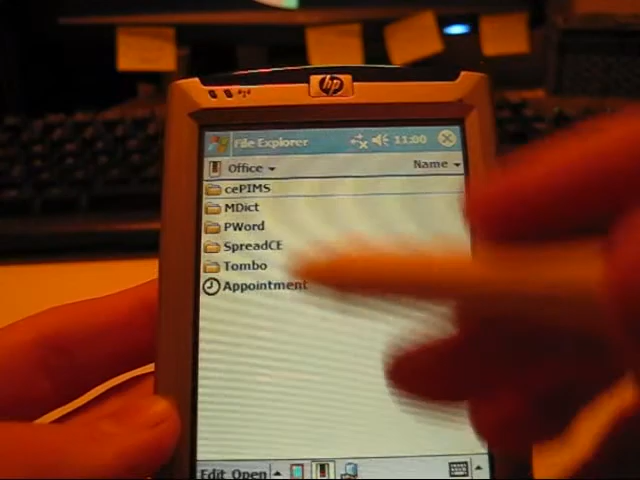 hp
File Explorer 11:00
Office Name
cePIMS
MDict
PWord
SpreadCE
Tombo
Appointment
Edit Open